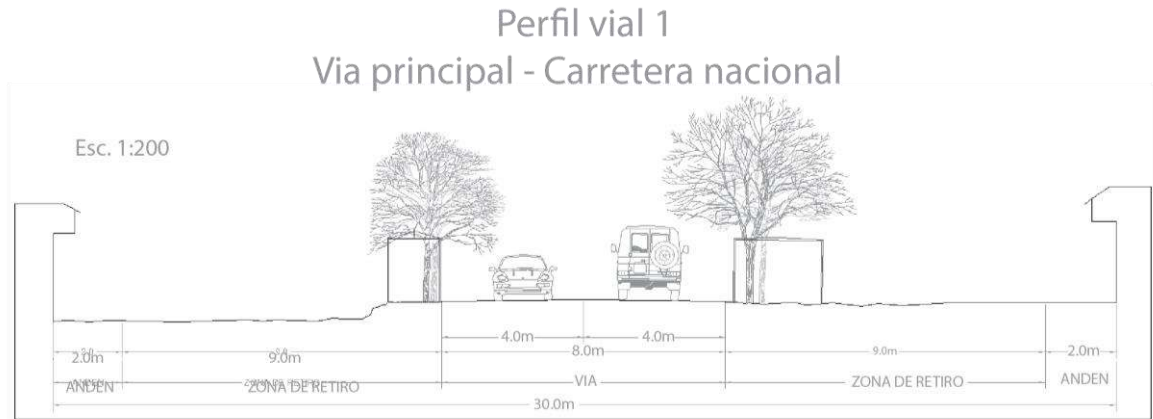 Perfil vial 1
Via principal - Carretera nacional
Esc. 1:200
4.0m 4.0m
2.0m 9.0m 8.0m 9.0m 2.0m
ANDEN ZONA DE RETIRO VIA ZONA DE RETIRO ANDEN
30.0m